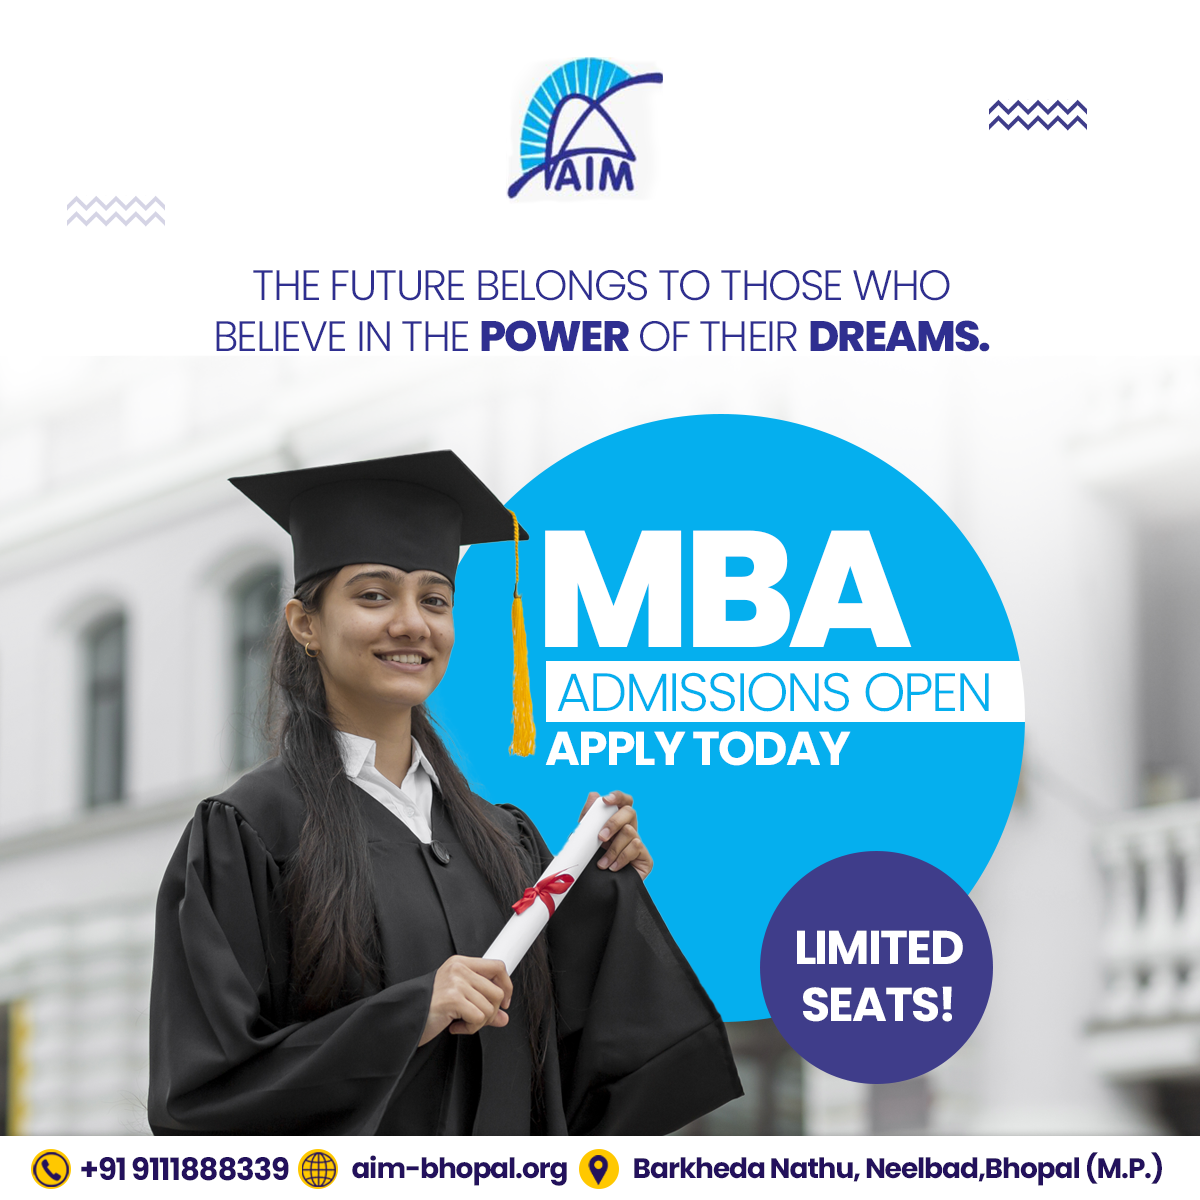 AIM
THE FUTURE BELONGS TO THOSE WHO
BELIEVE IN THE POWER OF THEIR DREAMS.
MBA
ADMISSIONS OPEN
APPLY TODAY
LIMITED
SEATS!
+91 9111888339 aim-bhopal.org Barkheda Nathu, Neelbad,Bhopal (M.P.)